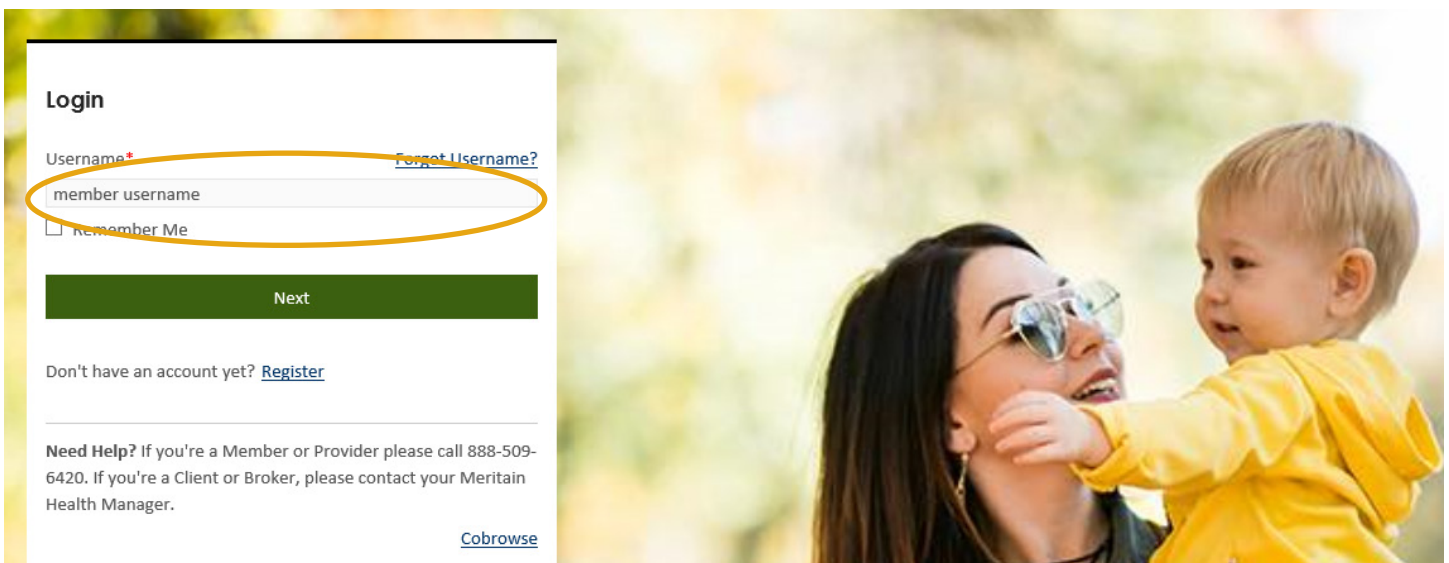 Login
Username* Forgot Username?
member username
Remember Me
Next
Don't have an account yet? Register
Need Help? If you're a Member or Provider please call 888-509-
6420. If you're a Client or Broker, please contact your Meritain
Health Manager.
Cobrowse